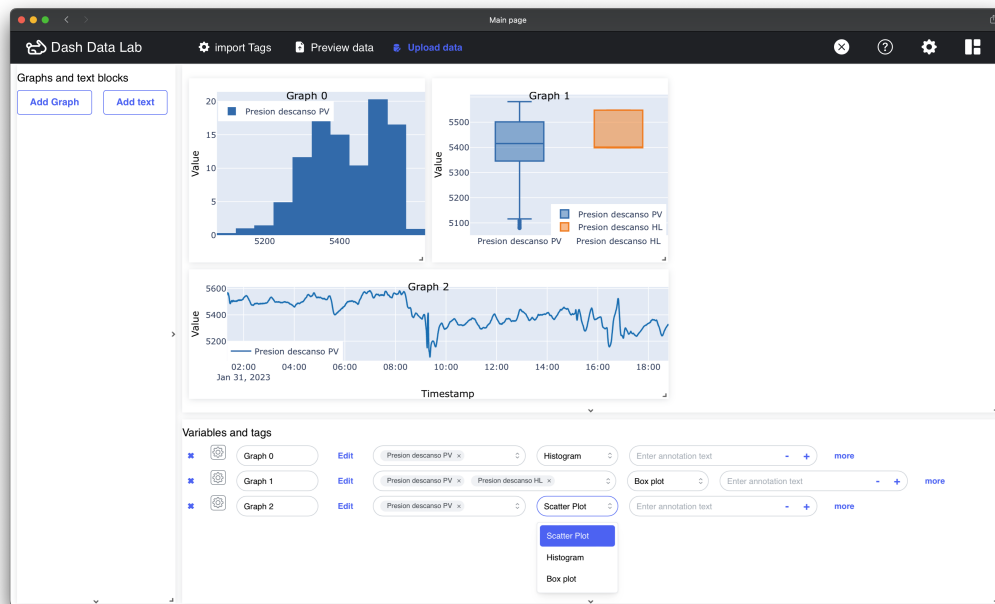 Main page
Dash Data Lab
import Tags
Preview data
Upload data
Graphs and text blocks
Add Graph
Add text
Graph 0
Presion descanso PV
Value
20
15
10
5
0
5200
5400
Graph 1
Value
5500
5400
5300
5200
5100
Presion descanso PV
Presion descanso HL
Presion descanso PV
Presion descanso HL
Graph 2
Value
5600
5400
5200
Presion descanso PV
02:00 04:00 06:00 08:00 10:00 12:00 14:00 16:00 18:00
Jan 31, 2023
Timestamp
Variables and tags
Graph 0 Edit Presion descanso PV × Histogram Enter annotation text - + more
Graph 1 Edit Presion descanso PV × Presion descanso HL × Box plot Enter annotation text - + more
Graph 2 Edit Presion descanso PV × Scatter Plot Enter annotation text - + more
Scatter Plot
Histogram
Box plot